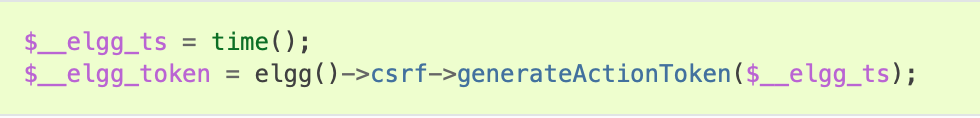 $__elgg_ts = time();
$__elgg_token = elgg()->csrf->generateActionToken($__elgg_ts);